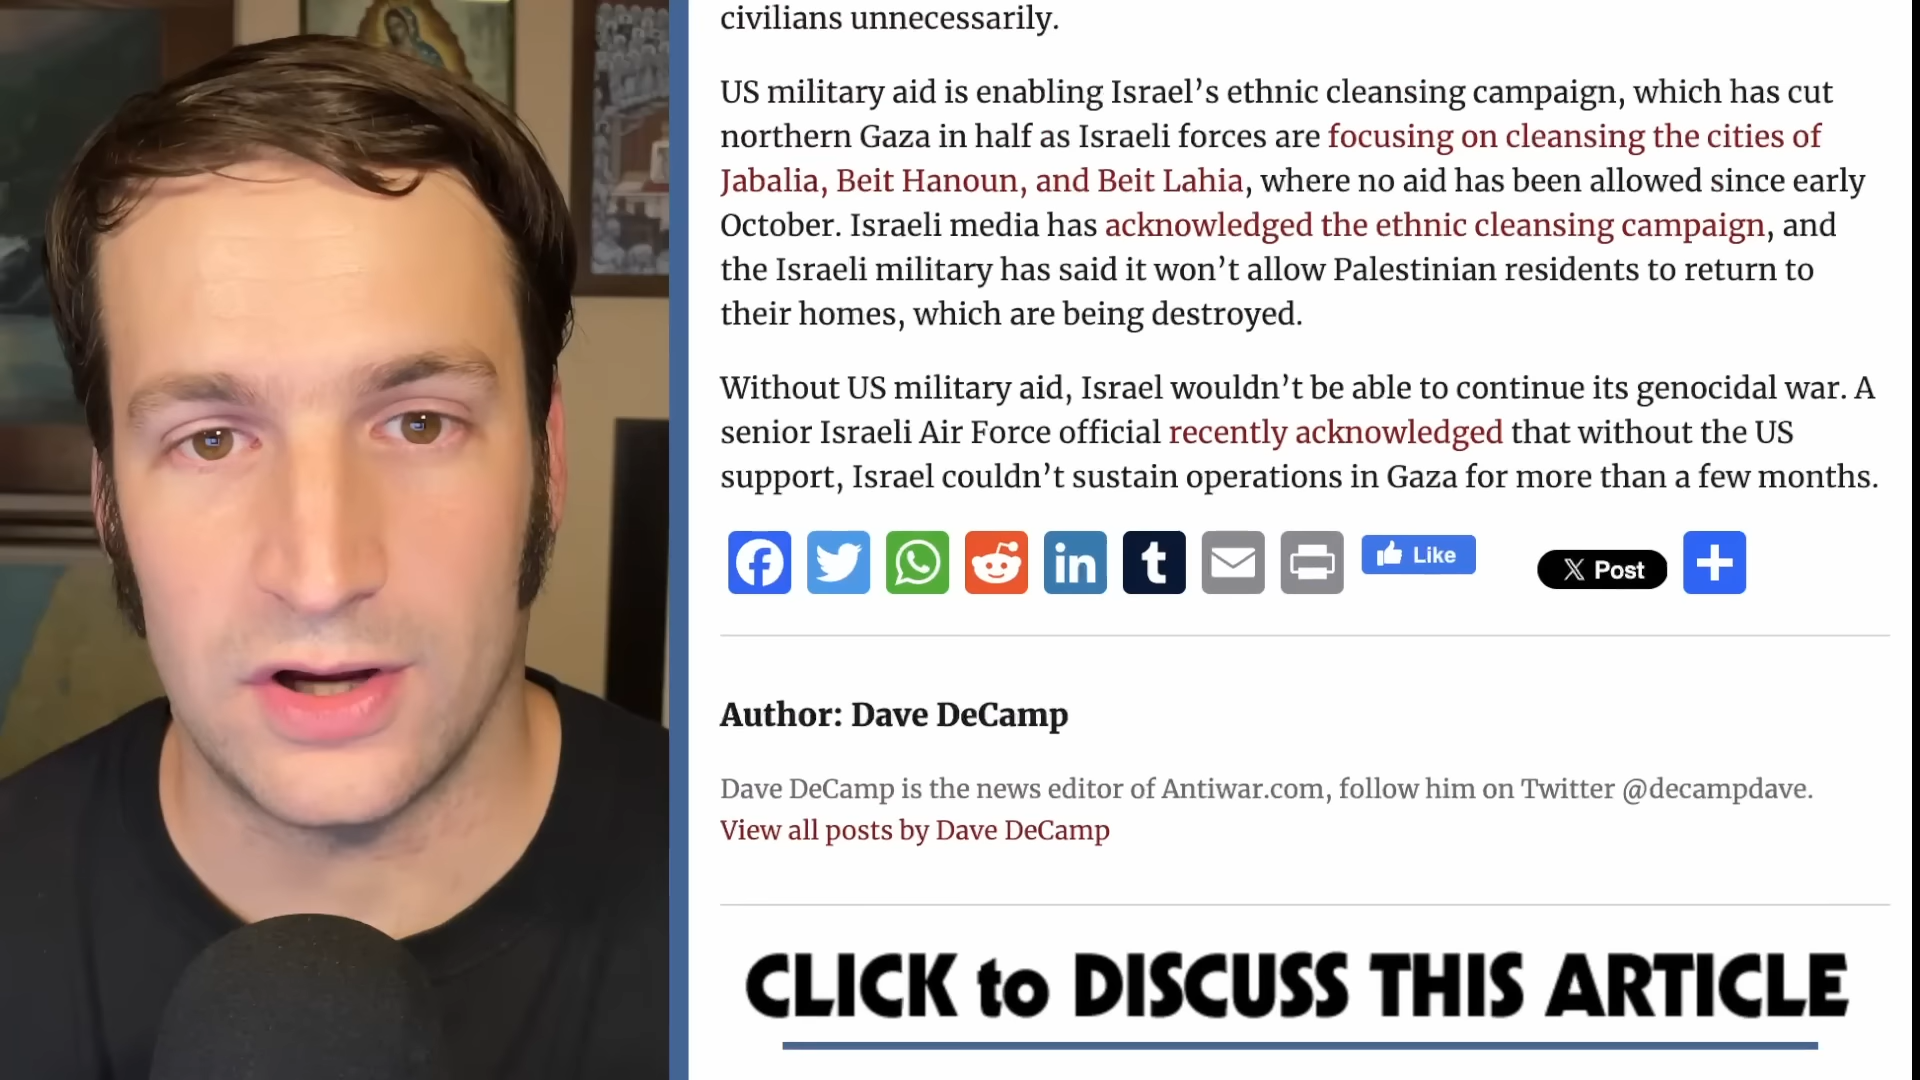 civilians unnecessarily.
US military aid is enabling Israel’s ethnic cleansing campaign, which has cut
northern Gaza in half as Israeli forces are focusing on cleansing the cities of
Jabalia, Beit Hanoun, and Beit Lahia, where no aid has been allowed since early
October. Israeli media has acknowledged the ethnic cleansing campaign, and
the Israeli military has said it won’t allow Palestinian residents to return to
their homes, which are being destroyed.
Without US military aid, Israel wouldn’t be able to continue its genocidal war. A
senior Israeli Air Force official recently acknowledged that without the US
support, Israel couldn’t sustain operations in Gaza for more than a few months.
Like
X Post
Author: Dave DeCamp
Dave DeCamp is the news editor of Antiwar.com, follow him on Twitter @decampdave.
View all posts by Dave DeCamp
CLICK to DISCUSS THIS ARTICLE